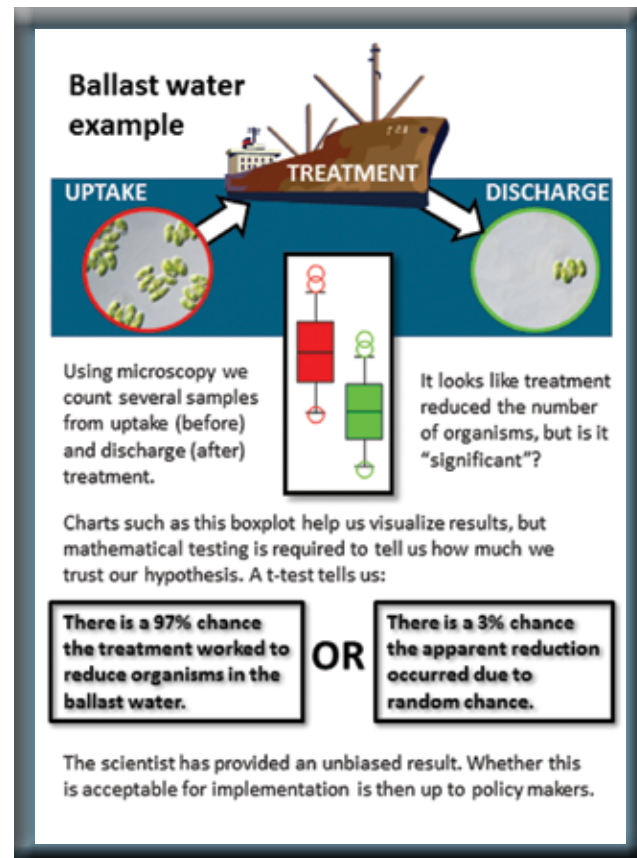 Ballast water
example
TREATMENT
UPTAKE
DISCHARGE
Using microscopy we
count several samples
from uptake (before)
and discharge (after)
treatment.
It looks like treatment
reduced the number
of organisms, but is it
“significant”?
Charts such as this boxplot help us visualize results, but
mathematical testing is required to tell us how much we
trust our hypothesis. A t-test tells us:
There is a 97% chance
the treatment worked to
reduce organisms in the
ballast water.
OR
There is a 3% chance
the apparent reduction
occurred due to
random chance.
The scientist has provided an unbiased result. Whether this
is acceptable for implementation is then up to policy makers.